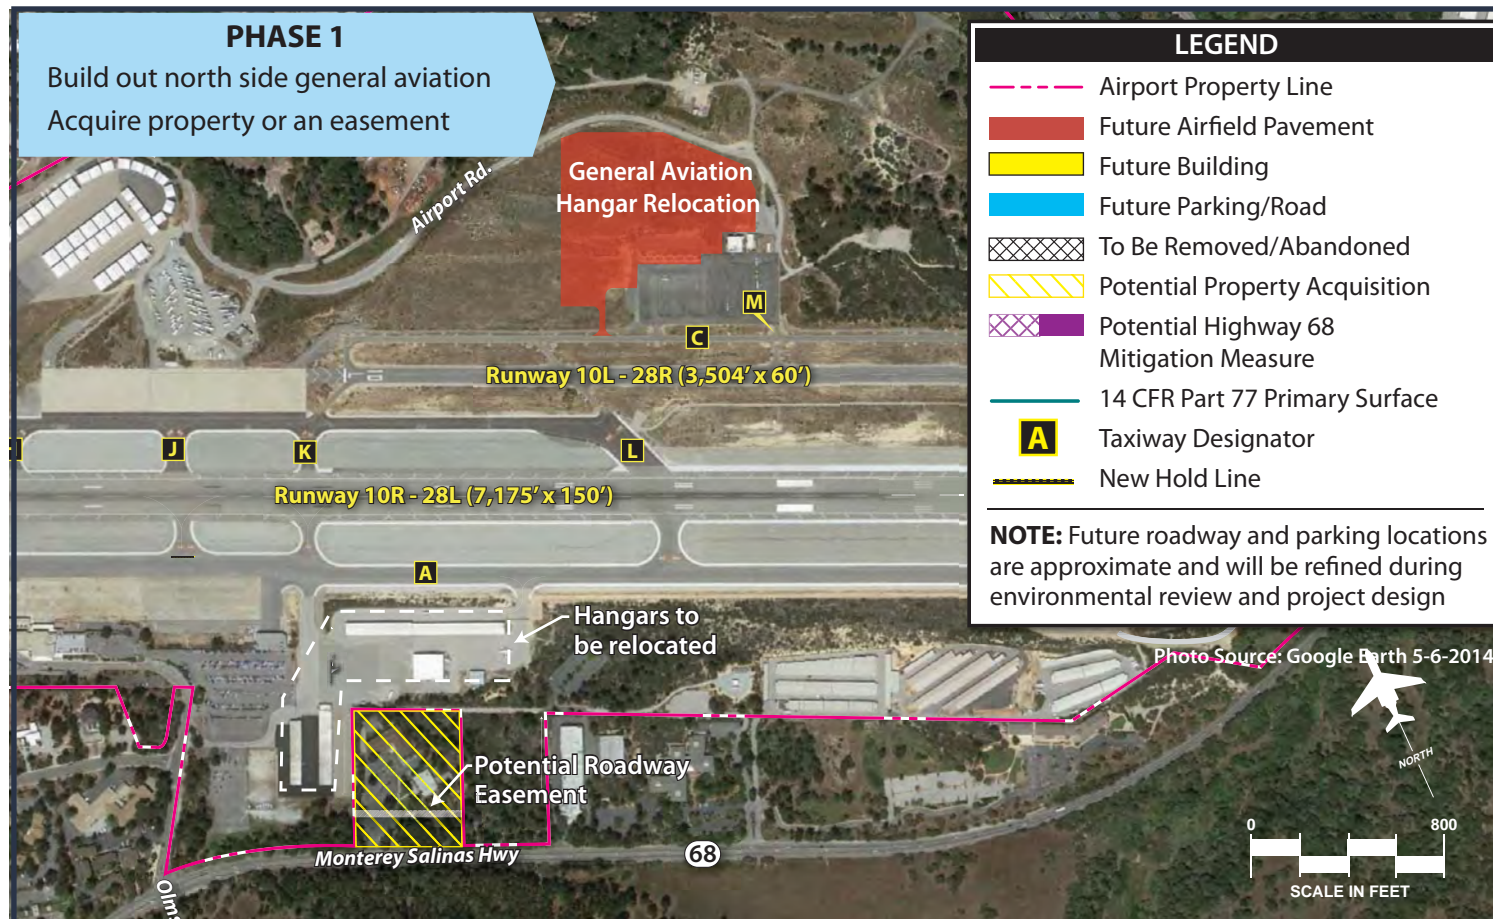 PHASE 1
Build out north side general aviation
Acquire property or an easement
LEGEND
Airport Property Line
Future Airfield Pavement
Future Building
Future Parking/Road
To Be Removed/Abandoned
Potential Property Acquisition
Potential Highway 68
Mitigation Measure
14 CFR Part 77 Primary Surface
A
Taxiway Designator
New Hold Line
NOTE: Future roadway and parking locations
are approximate and will be refined during
environmental review and project design
General Aviation
Hangar Relocation
Airport Rd.
M
C
Runway 10L - 28R (3,504’ x 60’)
J
K
L
Runway 10R - 28L (7,175’ x 150’)
A
Hangars to
be relocated
Photo Source: Google Earth 5-6-2014
Potential Roadway
Easement
NORTH
Monterey Salinas Hwy
68
0 800
SCALE IN FEET